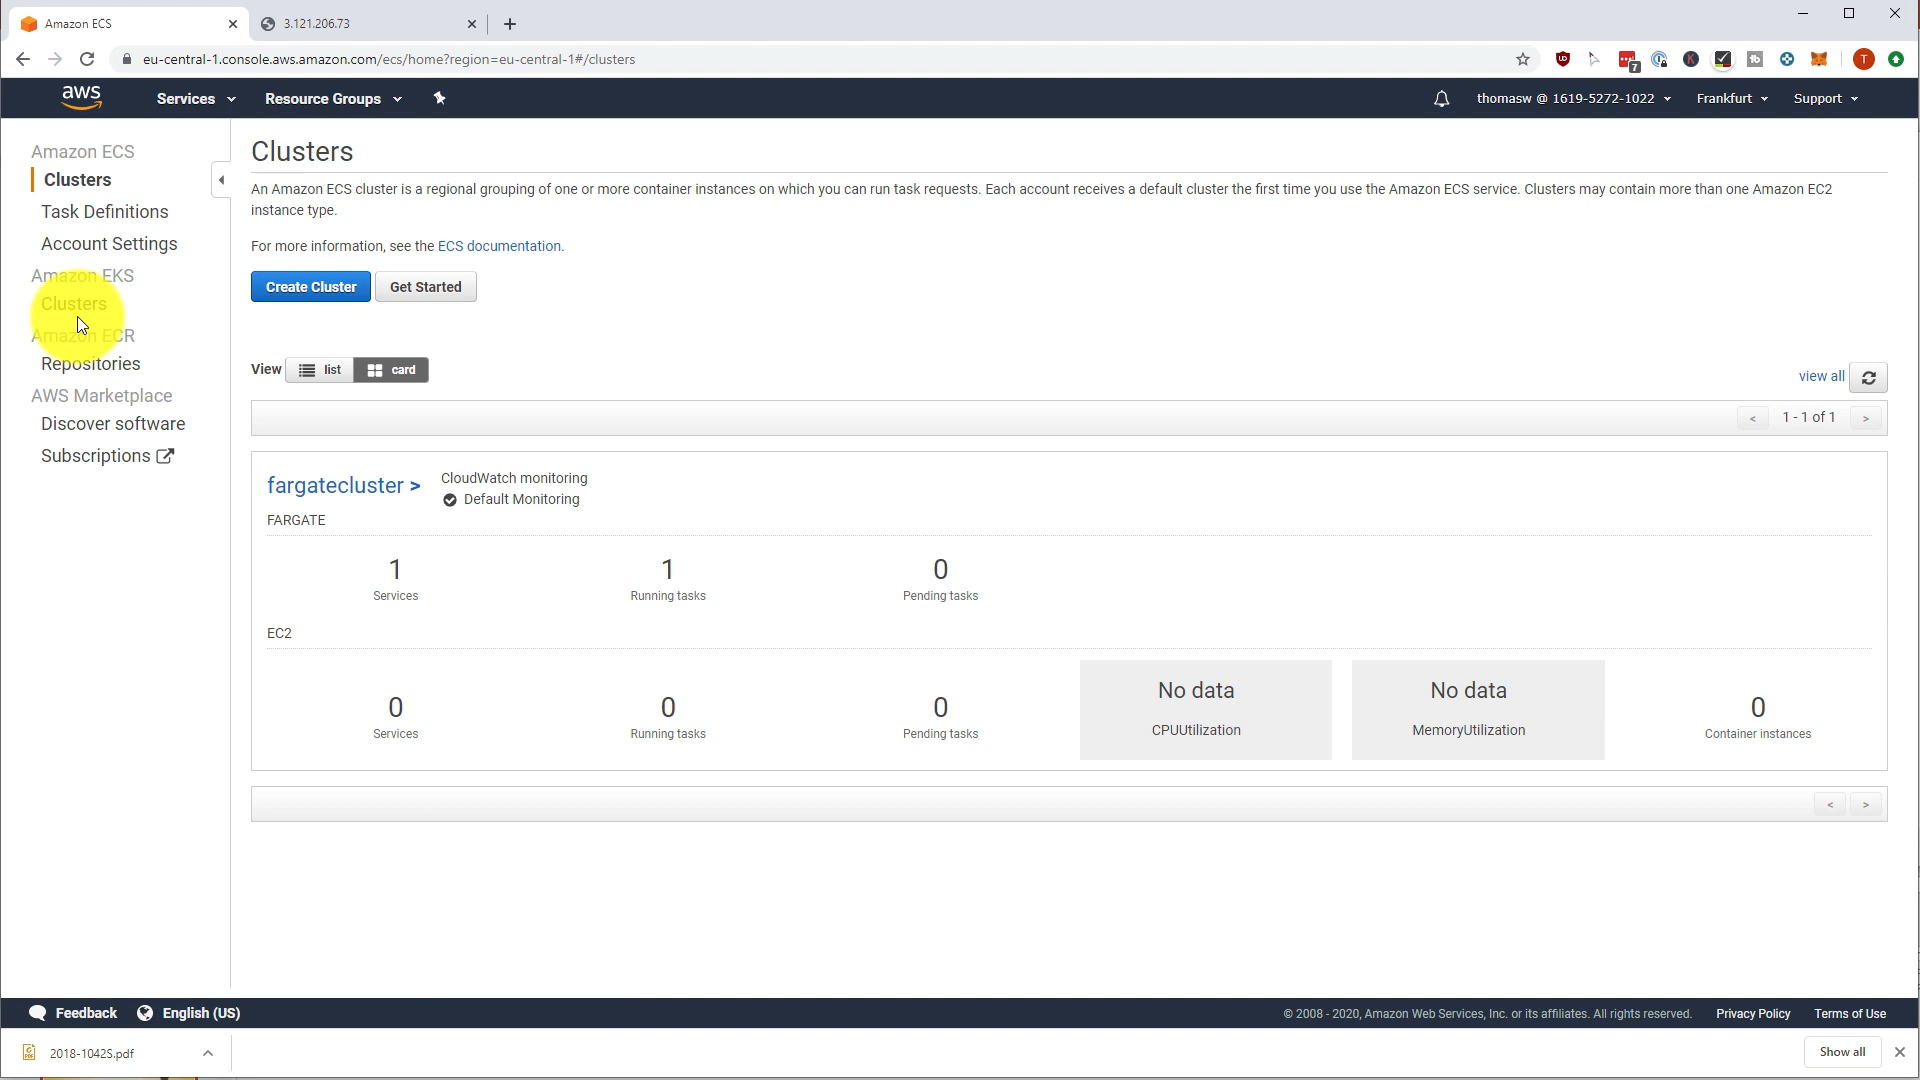 Amazon ECS
3.121.206.73
eu-central-1.console.aws.amazon.com/ecs/home?region=eu-central-1#/clusters
7
T
aws
Services
Resource Groups
thomasw @ 1619-5272-1022
Frankfurt
Support
Amazon ECS
Clusters
Task Definitions
Account Settings
Amazon EKS
Clusters
Amazon ECR
Repositories
AWS Marketplace
Discover software
Subscriptions
Clusters
An Amazon ECS cluster is a regional grouping of one or more container instances on which you can run task requests. Each account receives a default cluster the first time you use the Amazon ECS service. Clusters may contain more than one Amazon EC2
instance type.
For more information, see the ECS documentation.
Create Cluster
Get Started
View
list
card
view all
<
1 - 1 of 1
>
fargatecluster >
CloudWatch monitoring
Default Monitoring
FARGATE
1
Services
1
Running tasks
0
Pending tasks
EC2
0
Services
0
Running tasks
0
Pending tasks
No data
CPUUtilization
No data
MemoryUtilization
0
Container instances
<
>
Feedback
English (US)
© 2008 - 2020, Amazon Web Services, Inc. or its affiliates. All rights reserved.
Privacy Policy
Terms of Use
2018-1042S.pdf
Show all